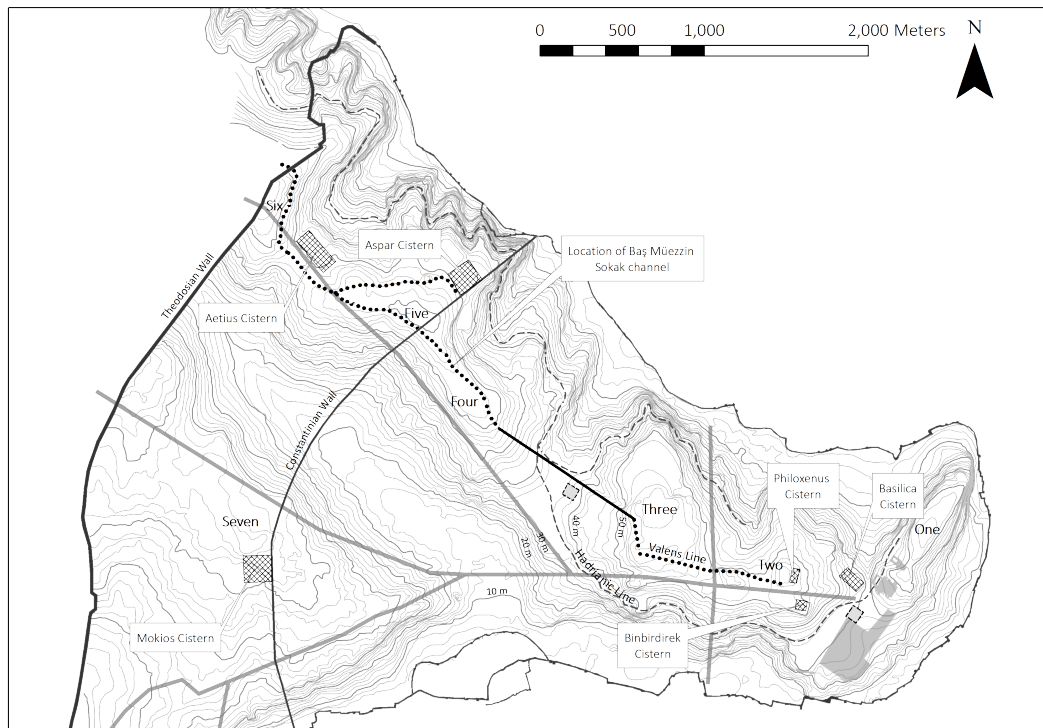 0 500 1,000 2,000 Meters
N
Six
Aspar Cistern
Location of Baş Müezzin
Sokak channel
Theodosian Wall
Aetius Cistern
Five
Four
Constantinian Wall
Philoxenus
Cistern
Basilica
Cistern
Seven
Three
One
20 m
30 m
40 m
50 m
Valens Line
Two
Hadrianic Line
10 m
Mokios Cistern
Binbirdirek
Cistern